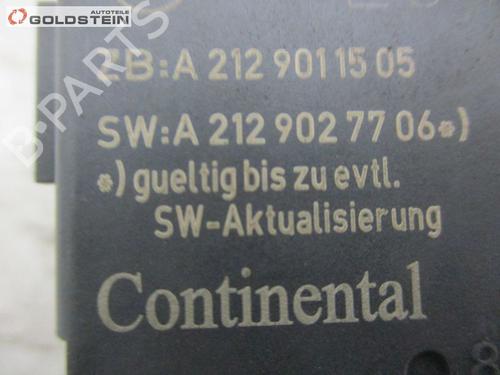 Autoteile
GOLDSTEIN
B-PARTS
ZB:A 212 901 15 05
SW:A 212 902 77 06*)
*) gueltig bis zu evtl.
SW-Aktualisierung
Continental